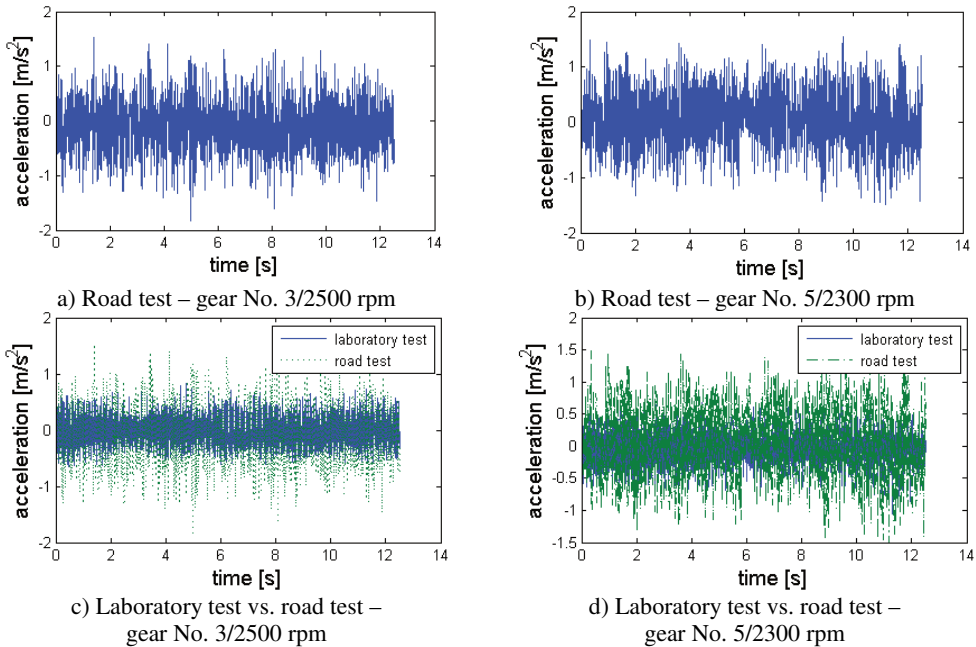 2
1
0
-1
-2
0 2 4 6 8 10 12 14
acceleration [m/s²]
time [s]
a) Road test – gear No. 3/2500 rpm
2
1
0
-1
-2
0 2 4 6 8 10 12 14
acceleration [m/s²]
time [s]
b) Road test – gear No. 5/2300 rpm
2
1
0
-1
-2
0 2 4 6 8 10 12 14
acceleration [m/s²]
laboratory test
road test
time [s]
c) Laboratory test vs. road test –
gear No. 3/2500 rpm
2
1.5
1
0.5
0
-0.5
-1
-1.5
0 2 4 6 8 10 12 14
acceleration [m/s²]
laboratory test
road test
time [s]
d) Laboratory test vs. road test –
gear No. 5/2300 rpm